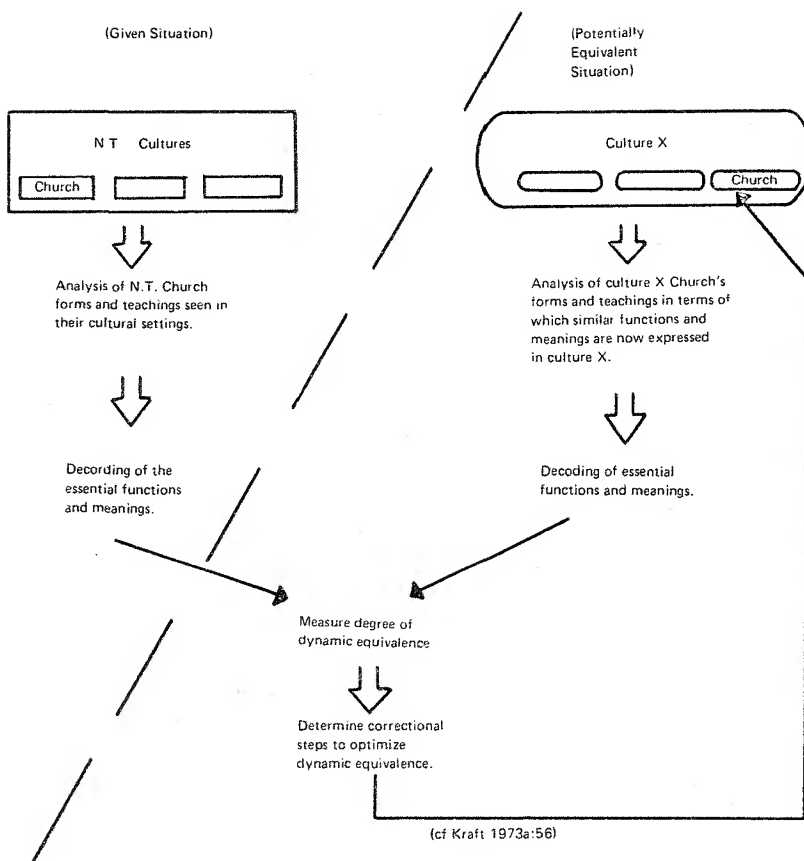 (Given Situation)
(Potentially
Equivalent
Situation)
N T Cultures
Church
Culture X
Church
Analysis of N.T. Church
forms and teachings seen in
their cultural settings.
Analysis of culture X Church's
forms and teachings in terms of
which similar functions and
meanings are now expressed
in culture X.
Decording of the
essential functions
and meanings.
Decoding of essential
functions and meanings.
Measure degree of
dynamic equivalence
Determine correctional
steps to optimize
dynamic equivalence.
(cf Kraft 1973a:56)